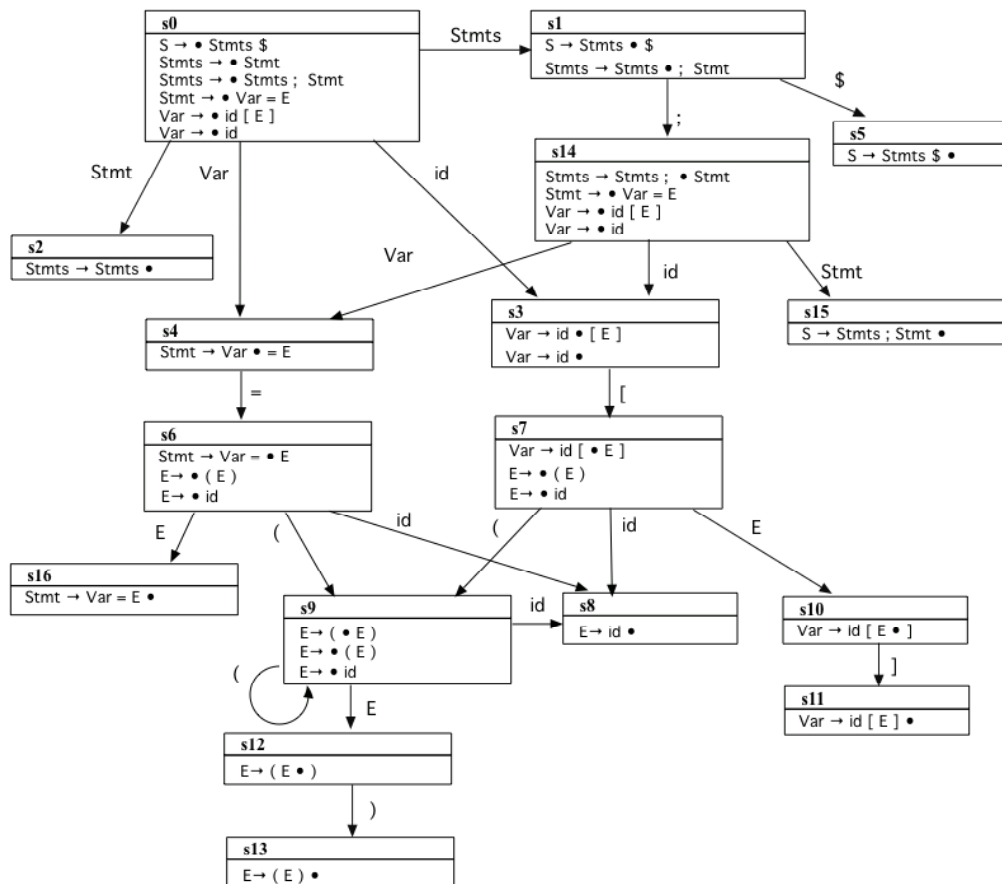 s0
S → • Stmts $
Stmts → • Stmt
Stmts → • Stmts ; Stmt
Stmt → • Var = E
Var → • id [ E ]
Var → • id
Stmts
s1
S → Stmts • $
Stmts → Stmts • ; Stmt
$
;
s5
S → Stmts $ •
s14
Stmts → Stmts ; • Stmt
Stmt → • Var = E
Var → • id [ E ]
Var → • id
Stmt
Var
id
s2
Stmts → Stmts •
Var
id
Stmt
s4
Stmt → Var • = E
s3
Var → id • [ E ]
Var → id •
s15
S → Stmts ; Stmt •
=
[
s6
Stmt → Var = • E
E → • ( E )
E → • id
s7
Var → id [ • E ]
E → • ( E )
E → • id
E
(
id
(
id
E
s16
Stmt → Var = E •
s9
E → ( • E )
E → • ( E )
E → • id
id
s8
E → id •
s10
Var → id [ E • ]
(
E
]
s11
Var → id [ E ] •
s12
E → ( E • )
)
s13
E → ( E ) •